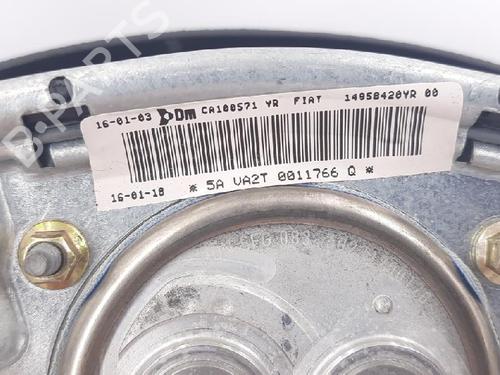 16-01-03 Dm CA100571 YR FIAT 14958420YR 00
16-01-18 * 5A VA2T 0011766 Q *
B-PARTS